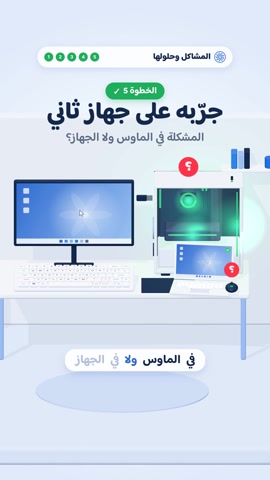 المشاكل وحلولها
1 2 3 4 5
الخطوة 5 ✓
جرّبه على جهاز ثاني
المشكلة في الماوس ولا الجهاز؟
؟
؟
في الماوس ولا في الجهاز